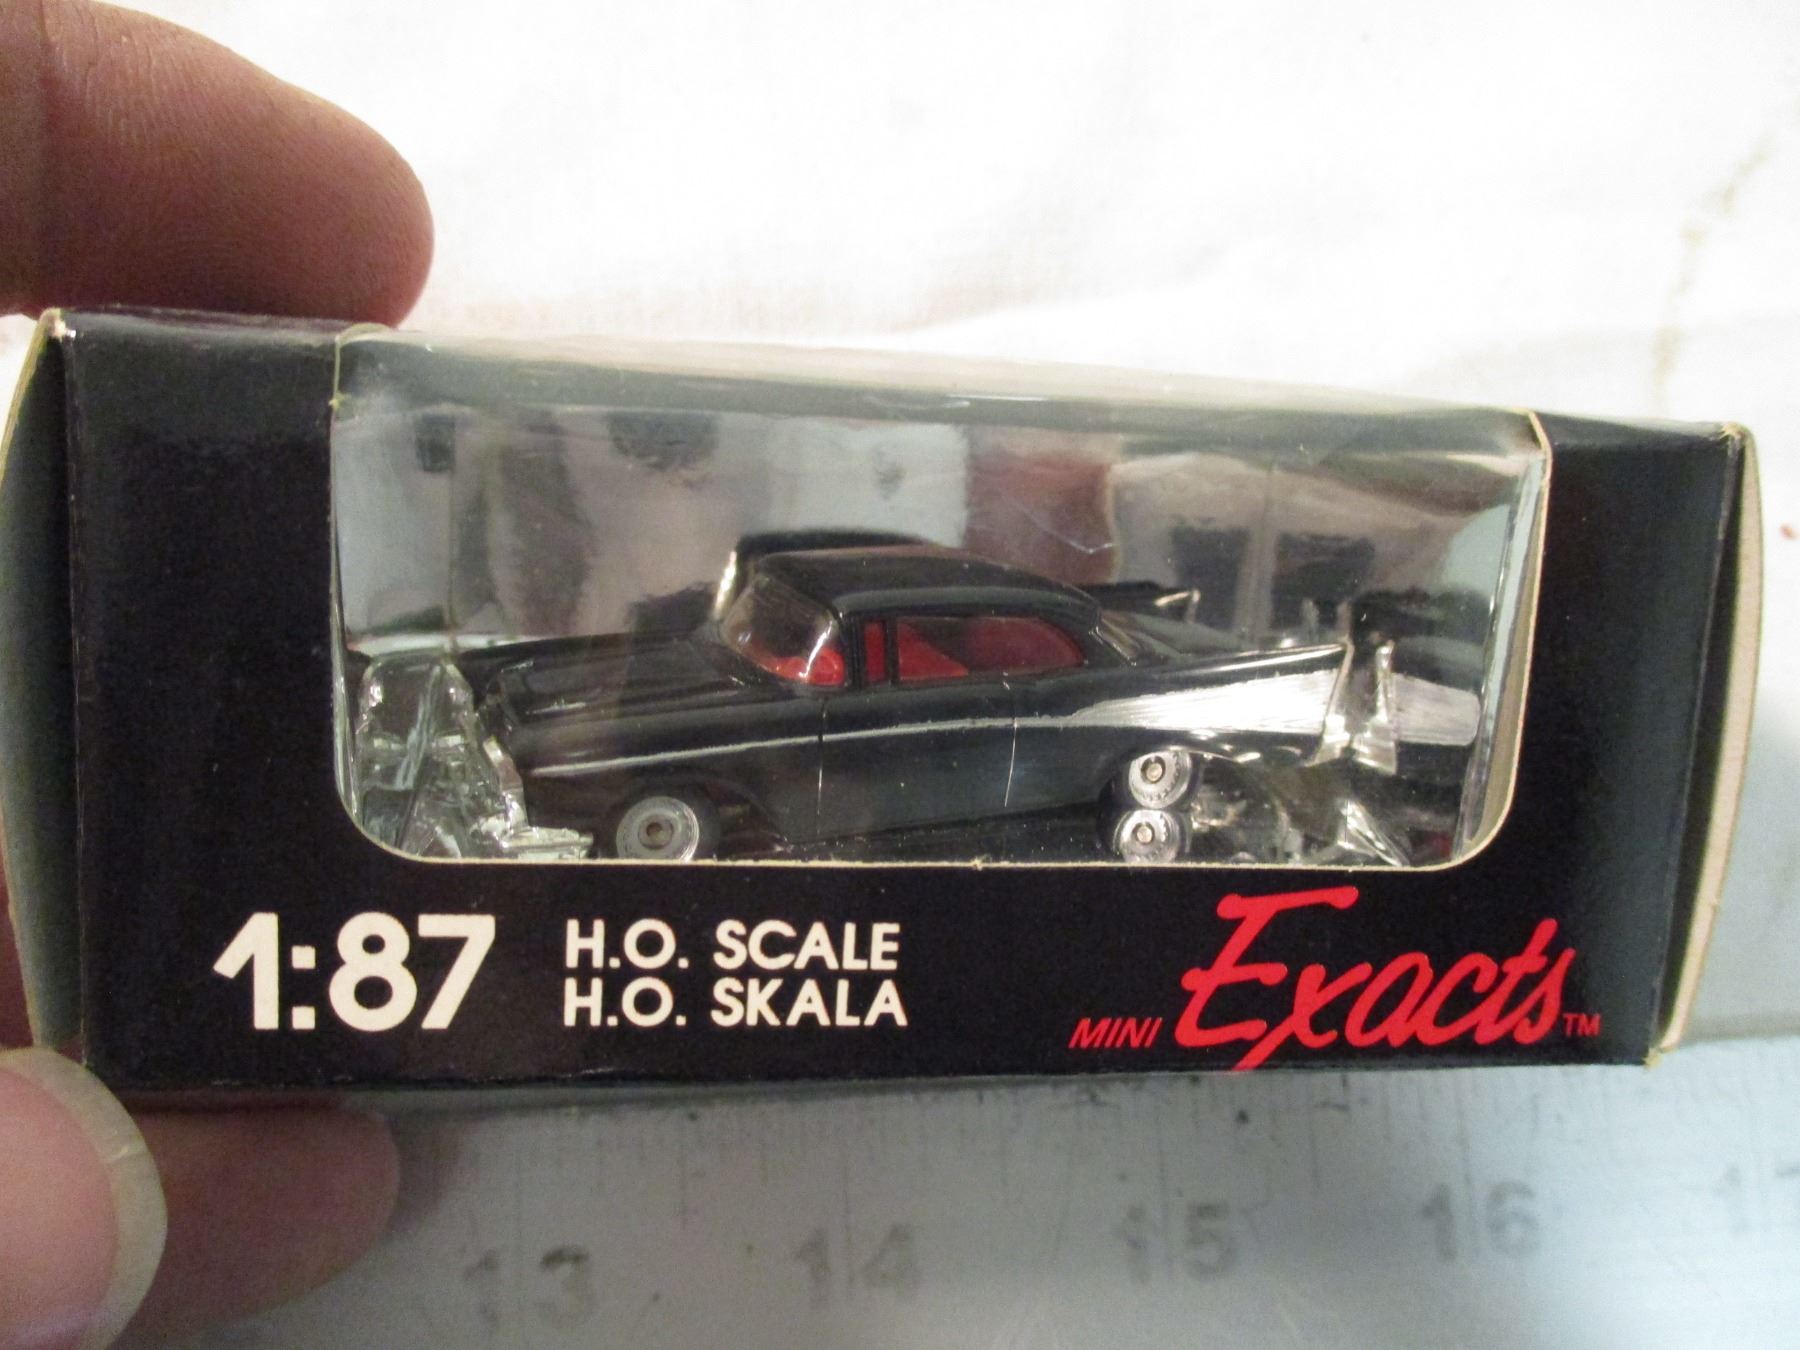 1:87
H.O. SCALE
H.O. SKALA
MINI Exacts™
13 14 15 16